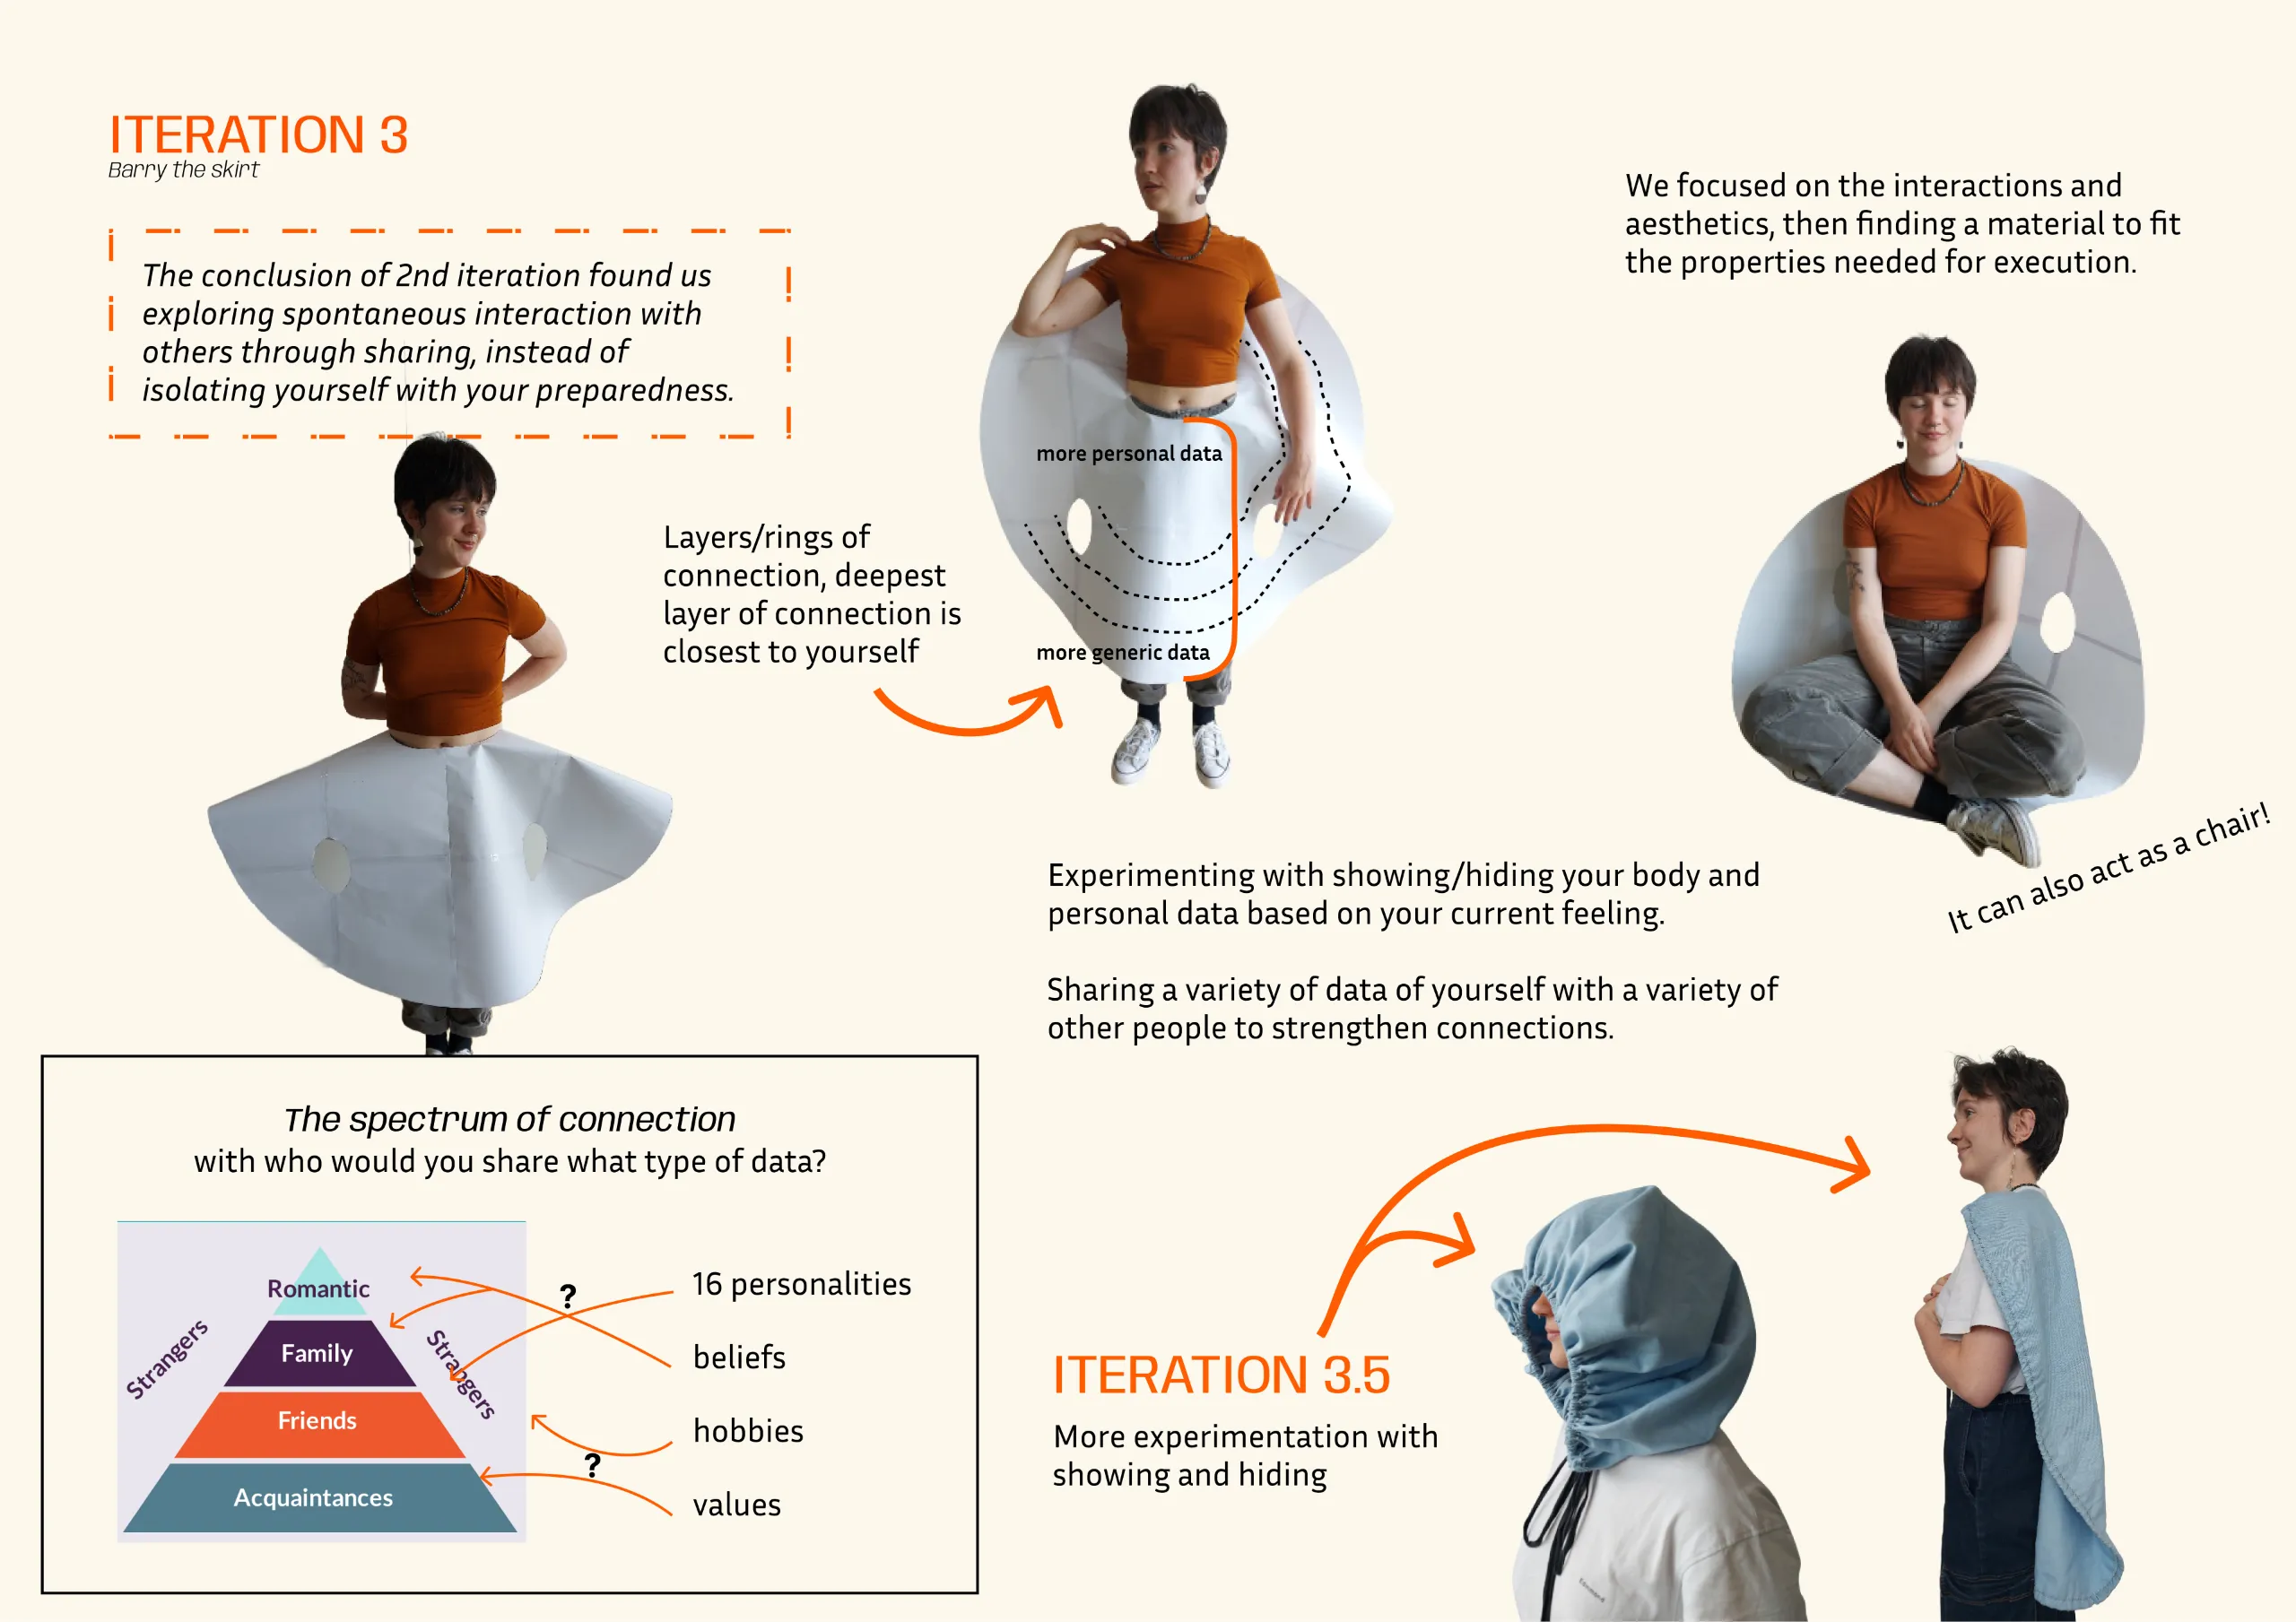 ITERATION 3
Barry the skirt
The conclusion of 2nd iteration found us
exploring spontaneous interaction with
others through sharing, instead of
isolating yourself with your preparedness.
Layers/rings of
connection, deepest
layer of connection is
closest to yourself
more personal data
more generic data
We focused on the interactions and
aesthetics, then finding a material to fit
the properties needed for execution.
It can also act as a chair!
Experimenting with showing/hiding your body and
personal data based on your current feeling.
Sharing a variety of data of yourself with a variety of
other people to strengthen connections.
The spectrum of connection
with who would you share what type of data?
Romantic
Family
Friends
Acquaintances
Strangers
Strangers
?
?
16 personalities
beliefs
hobbies
values
ITERATION 3.5
More experimentation with
showing and hiding